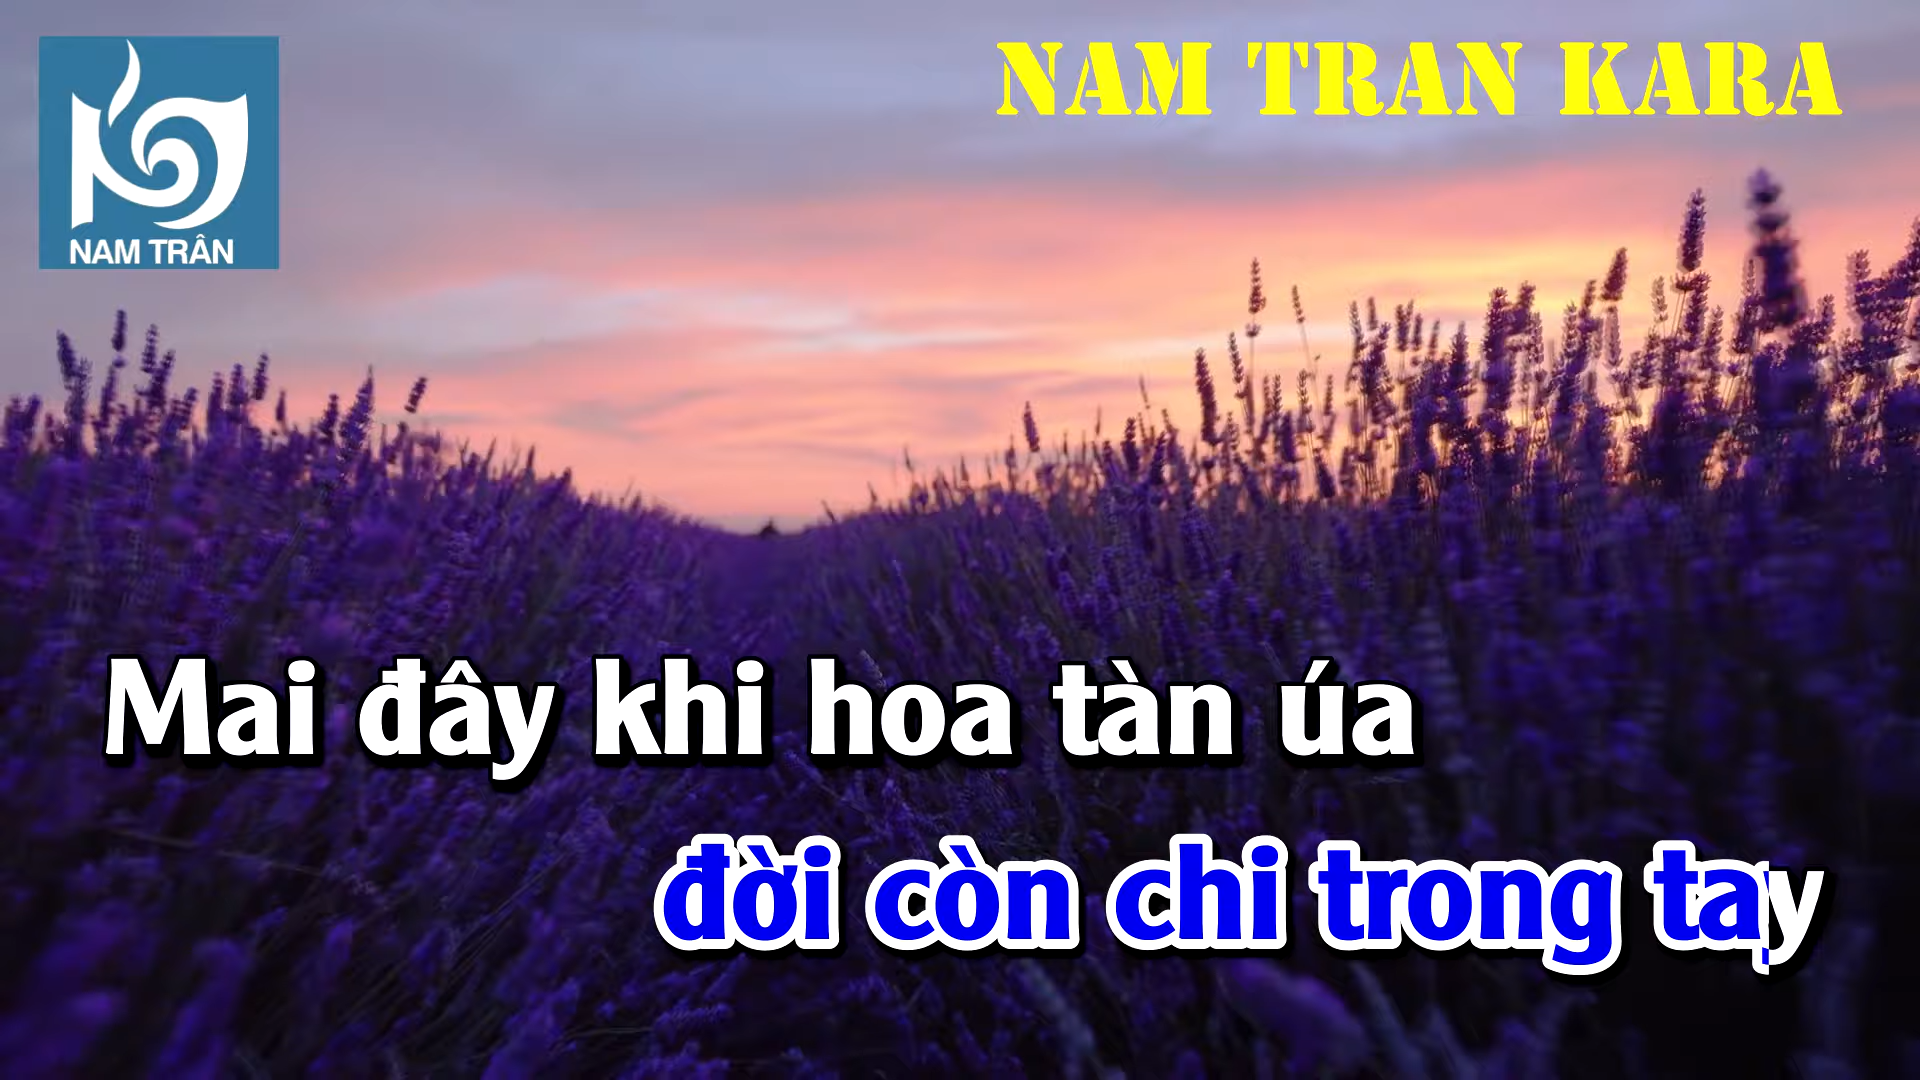 NAM TRAN KARA
NAM TRÂN
Mai đây khi hoa tàn úa
đời còn chi trong tay